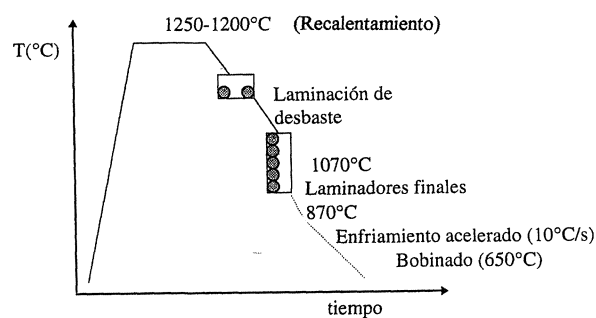 1250-1200°C (Recalentamiento)
T(°C)
Laminación de
desbaste
1070°C
Laminadores finales
870°C
Enfriamiento acelerado (10°C/s)
Bobinado (650°C)
tiempo